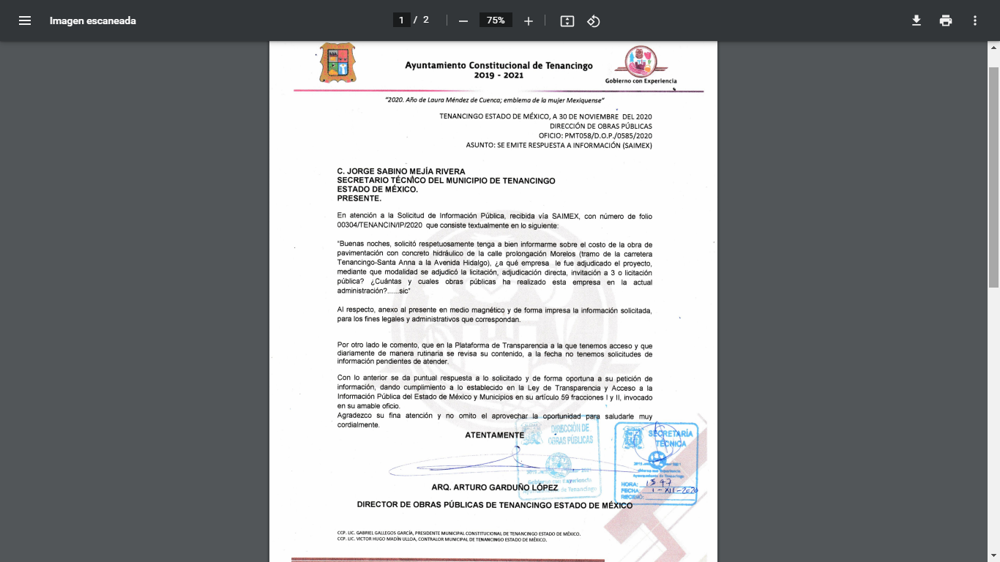 Imagen escaneada
1 / 2
75%
Ayuntamiento Constitucional de Tenancingo
2019 - 2021
Gobierno con Experiencia
"2020. Año de Laura Méndez de Cuenca; emblema de la mujer Mexiquense"
TENANCINGO ESTADO DE MÉXICO, A 30 DE NOVIEMBRE DEL 2020
DIRECCIÓN DE OBRAS PÚBLICAS
OFICIO: PMT058/D.O.P./0585/2020
ASUNTO: SE EMITE RESPUESTA A INFORMACIÓN (SAIMEX)
C. JORGE SABINO MEJÍA RIVERA
SECRETARIO TÉCNICO DEL MUNICIPIO DE TENANCINGO
ESTADO DE MÉXICO.
PRESENTE.
En atención a la Solicitud de Información Pública, recibida vía SAIMEX, con número de folio
00304/TENANCIN/IP/2020 que consiste textualmente en lo siguiente:
"Buenas noches, solicitó respetuosamente tenga a bien informarme sobre el costo de la obra de
pavimentación con concreto hidráulico de la calle prolongación Morelos (tramo de la carretera
Tenancingo-Santa Anna a la Avenida Hidalgo), ¿a qué empresa le fue adjudicado el proyecto,
mediante que modalidad se adjudicó la licitación, adjudicación directa, invitación a 3 o licitación
pública? ¿Cuántas y cuales obras públicas ha realizado esta empresa en la actual
administración?......sic"
Al respecto, anexo al presente en medio magnético y de forma impresa la información solicitada,
para los fines legales y administrativos que correspondan.
Por otro lado le comento, que en la Plataforma de Transparencia a la que tenemos acceso y que
diariamente de manera rutinaria se revisa su contenido, a la fecha no tenemos solicitudes de
información pendientes de atender.
Con lo anterior se da puntual respuesta a lo solicitado y de forma oportuna a su petición de
información, dando cumplimiento a lo establecido en la Ley de Transparencia y Acceso a la
Información Pública del Estado de México y Municipios en su artículo 59 fracciones I y II, invocado
en su amable oficio.
Agradezco su fina atención y no omito el aprovechar la oportunidad para saludarle muy
cordialmente.
ATENTAMENTE
DIRECCIÓN DE
OBRAS PÚBLICAS
Gobierno con Experiencia
Ayuntamiento de Tenancingo
SECRETARÍA
TÉCNICA
Gobierno con Experiencia
Ayuntamiento de Tenancingo
HORA: 15 47
FECHA: 1-XII-2020
RECIBIÓ:
ARQ. ARTURO GARDUÑO LÓPEZ
DIRECTOR DE OBRAS PÚBLICAS DE TENANCINGO ESTADO DE MÉXICO
CCP. LIC. GABRIEL GALLEGOS GARCÍA, PRESIDENTE MUNICIPAL CONSTITUCIONAL DE TENANCINGO ESTADO DE MÉXICO.
CCP. LIC. VICTOR HUGO MADÍN ULLOA, CONTRALOR MUNICIPAL DE TENANCINGO ESTADO DE MÉXICO.